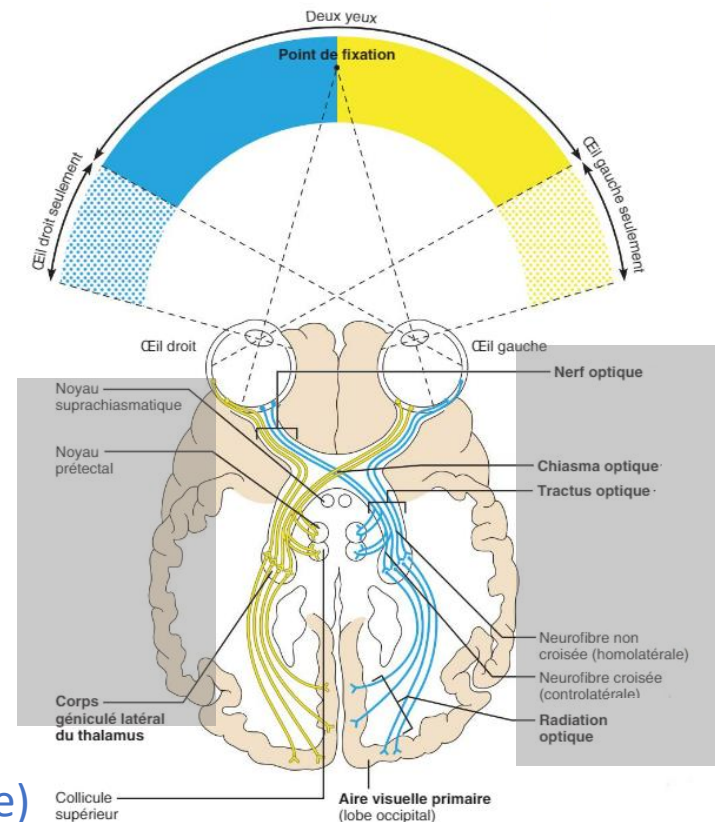 Deux yeux
Point de fixation
Œil droit seulement
Œil gauche seulement
Œil droit
Œil gauche
Nerf optique
Noyau
suprachiasmatique
Noyau
prétectal
Chiasma optique
Tractus optique
Neurofibre non
croisée (homolatérale)
Neurofibre croisée
(controlatérale)
Corps
géniculé latéral
du thalamus
Radiation
optique
e)
Collicule
supérieur
Aire visuelle primaire
(lobe occipital)